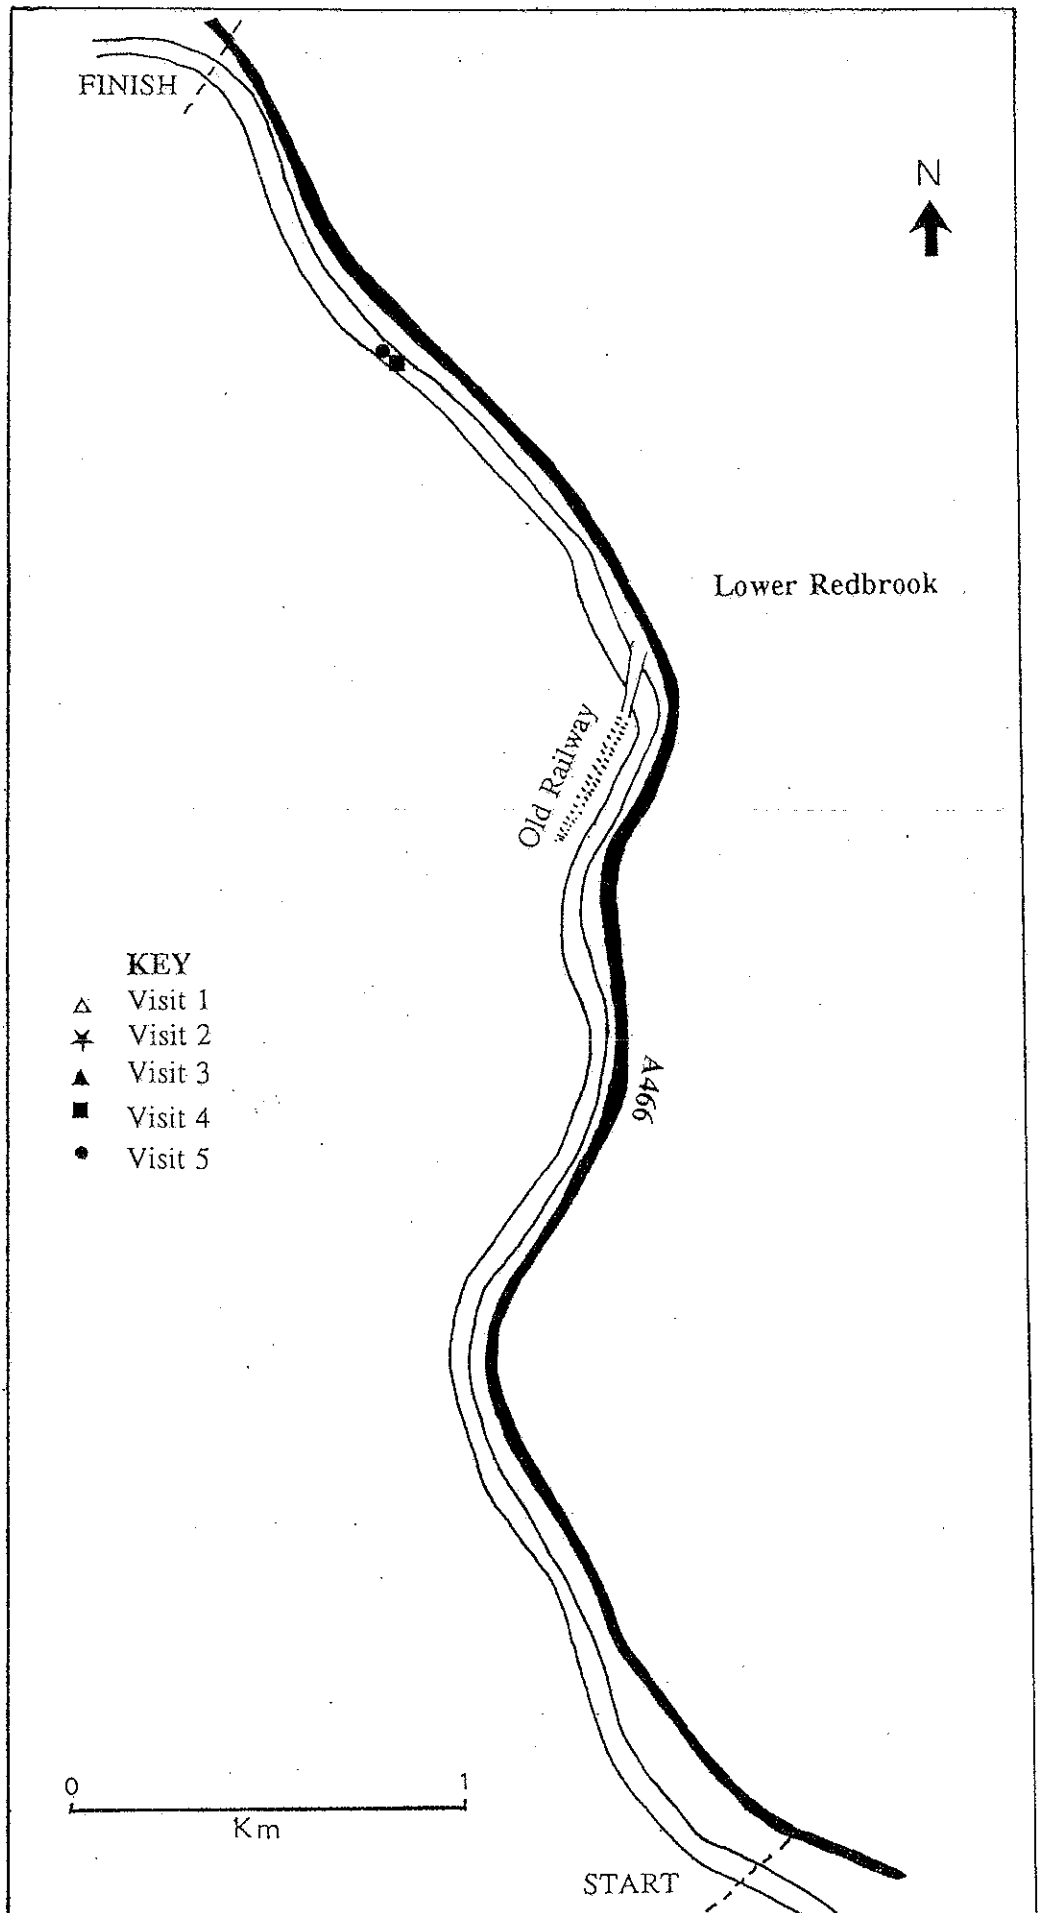 FINISH
N
Lower Redbrook
Old Railway
KEY
Visit 1
Visit 2
Visit 3
Visit 4
Visit 5
A466
0 1
Km
START